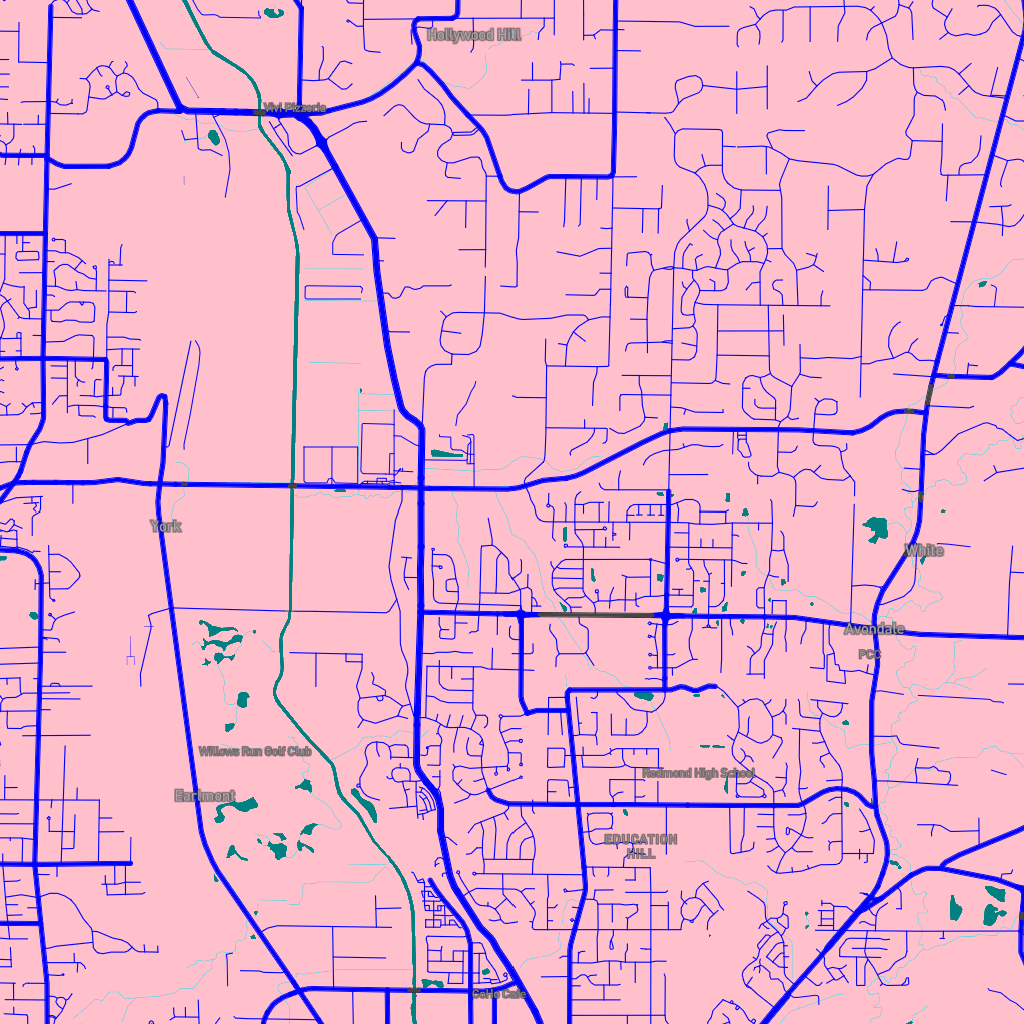 Hollywood Hill
Vivi Pizzeria
York
White
Avondale
PCC
Willows Run Golf Club
Redmond High School
Earlmont
EDUCATION
HILL
CoHo Cafe